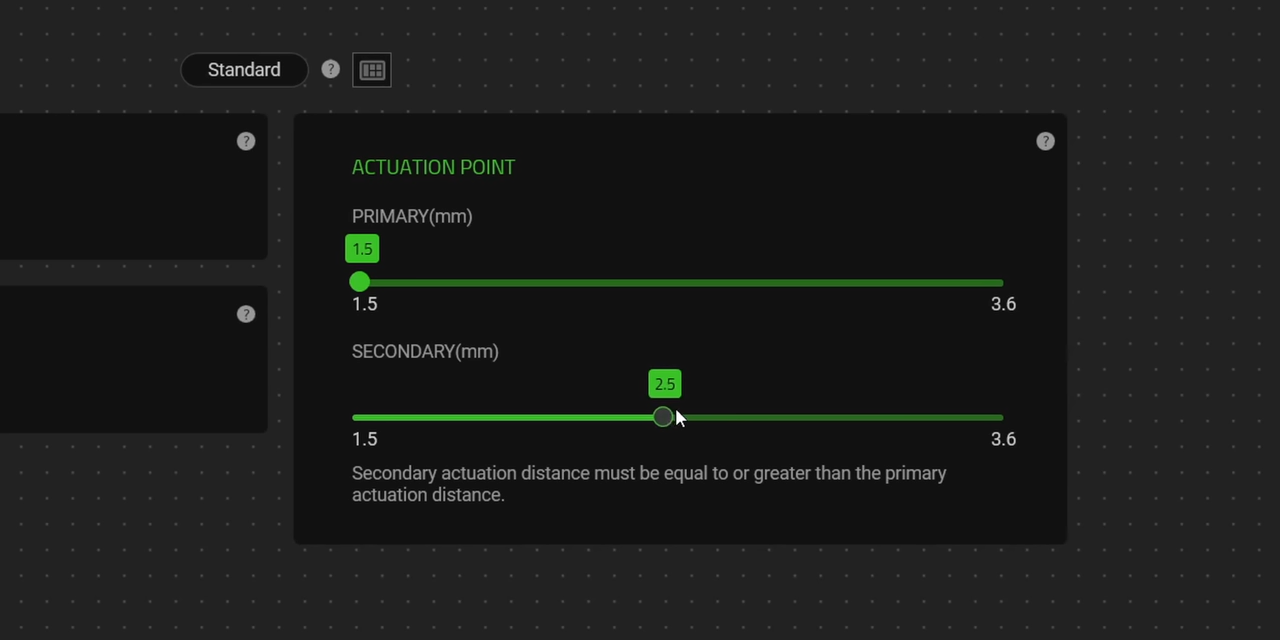 Standard ?
?
?
?
ACTUATION POINT
PRIMARY(mm)
1.5
1.5 3.6
SECONDARY(mm)
2.5
1.5 3.6
Secondary actuation distance must be equal to or greater than the primary
actuation distance.